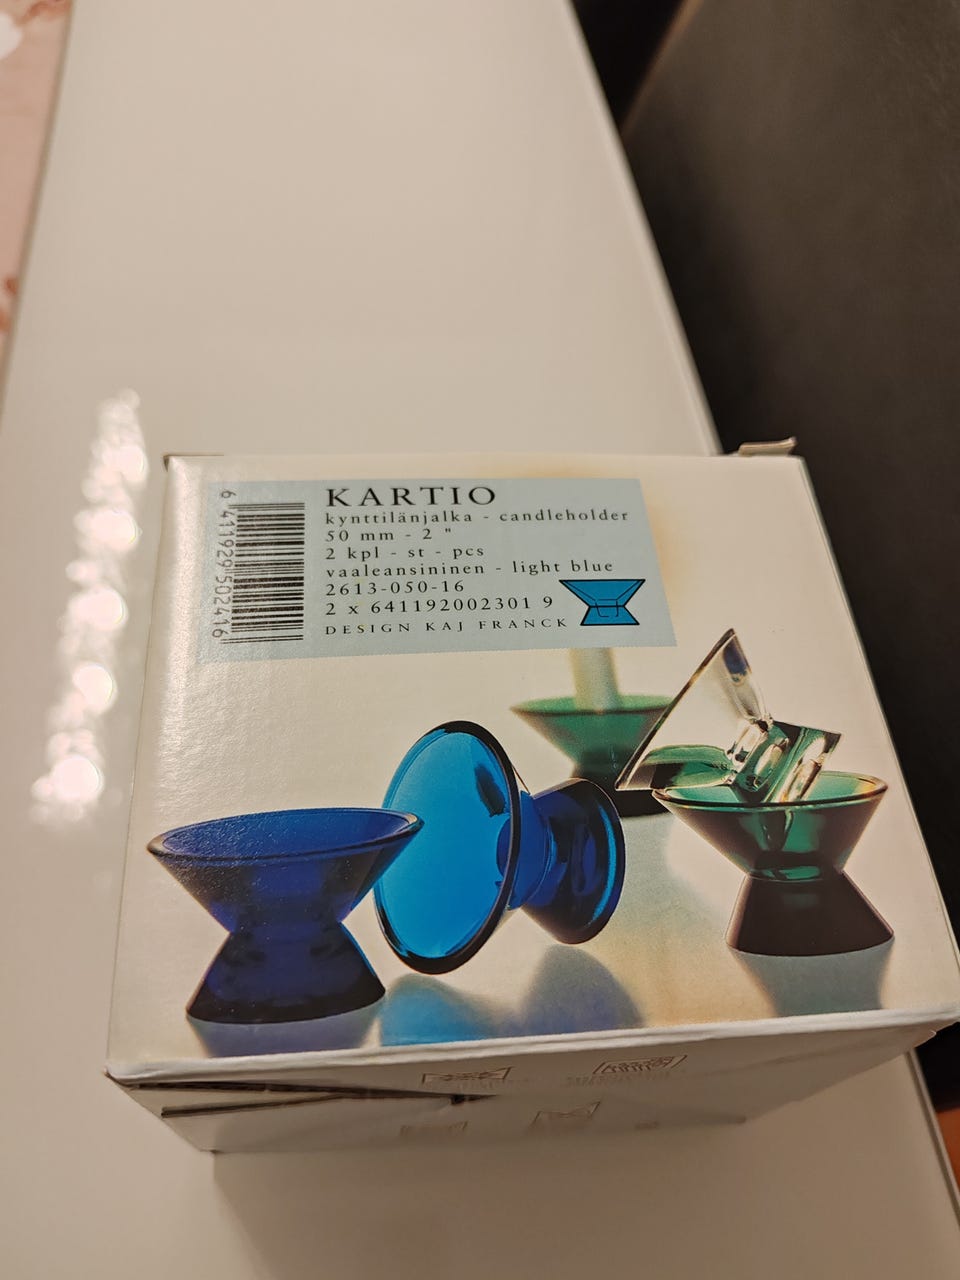 KARTIO
kynttilänjalka - candleholder
50 mm - 2 "
2 kpl - st - pcs
vaaleansininen - light blue
2613-050-16
2 x 641192002301 9
DESIGN KAJ FRANCK
6 411929 502416